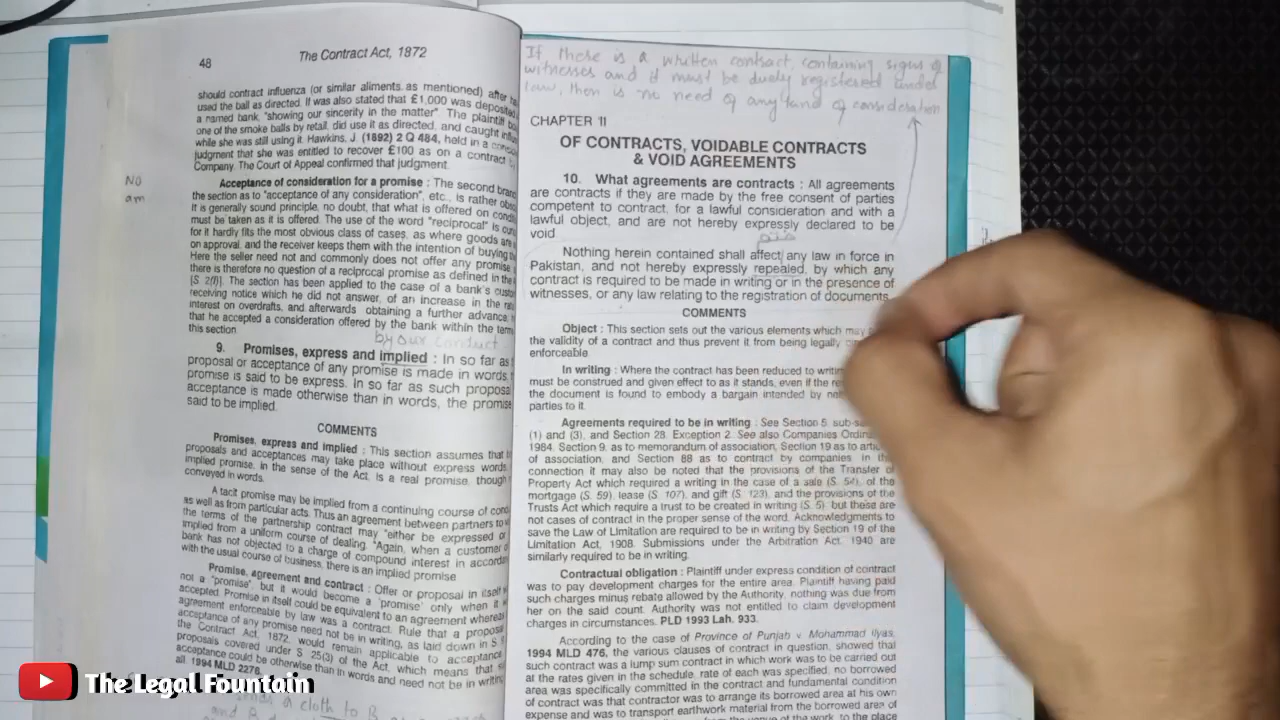 48
The Contract Act, 1872
should contract influenza (or similar aliments as mentioned) after ha
used the ball as directed. It was also stated that £1,000 was deposited
a named bank, "showing our sincerity in the matter" The plaintiff bo
one of the smoke balls by retail, did use it as directed, and caught influ
while she was still using it. Hawkins, J. (1892) 2 Q 484, held in a
judgment that she was entitled to recover £100 as on a contract
Company. The Court of Appeal confirmed that judgment.
No
am
Acceptance of consideration for a promise : The second bran
the section as to "acceptance of any consideration", etc., is rather
It is generally sound principle, no doubt, that what is offered on condi
must be taken as it is offered. The use of the word "reciprocal" is
for it hardly fits the most obvious class of cases, as where goods are
on approval, and the receiver keeps them with the intention of buying
Here the seller need not and commonly does not offer any promise,
there is therefore no question of a reciprocal promise as defined in the
[S 2(f)]. The section has been applied to the case of a bank's custo
receiving notice which he did not answer, of an increase in the
interest on overdrafts, and afterwards obtaining a further advance,
that he accepted a consideration offered by the bank within the term
this section.
by our conduct
9. Promises, express and implied : In so far as
proposal or acceptance of any promise is made in words,
promise is said to be express. In so far as such proposa
acceptance is made otherwise than in words, the promise
said to be implied.
COMMENTS
Promises, express and implied : This section assumes that
proposals and acceptances may take place without express words,
implied promise, in the sense of the Act, is a real promise, though
conveyed in words.
A tacit promise may be implied from a continuing course of cond
as well as from particular acts. Thus an agreement between partners to
the terms of the partnership contract may "either be expressed or
implied from a uniform course of dealing. "Again, when a customer
bank has not objected to a charge of compound interest in accordan
with the usual course of business, there is an implied promise
Promise, agreement and contract : Offer or proposal in itself
not a "promise", but it would become a 'promise' only when it
accepted Promise in itself could be equivalent to an agreement whereas
agreement enforceable by law was a contract. Rule that a proposal
acceptance of any promise need not be in writing, as laid down in S.
the Contract Act, 1872, would remain applicable to acceptance
proposals covered under S 25(3) of the Act, which means that
acceptance could be otherwise than in words and need not be in writing
all. 1994 MLD 2276.
a cloth to B
and B
If there is a written contract, containing signs of
witnesses and it must be duely registered under
law, then is no need of any kind of consideration
CHAPTER 11
OF CONTRACTS, VOIDABLE CONTRACTS
& VOID AGREEMENTS
10. What agreements are contracts : All agreements
are contracts if they are made by the free consent of parties
competent to contract, for a lawful consideration and with a
lawful object, and are not hereby expressly declared to be
void
ختم
Nothing herein contained shall affect any law in force in
Pakistan, and not hereby expressly repealed, by which any
contract is required to be made in writing or in the presence of
witnesses, or any law relating to the registration of documents.
COMMENTS
Object : This section sets out the various elements which may
the validity of a contract and thus prevent it from being legally
enforceable
In writing : Where the contract has been reduced to writin
must be construed and given effect to as it stands, even if the
the document is found to embody a bargain intended by
parties to it.
Agreements required to be in writing : See Section 5, sub-s
(1) and (3), and Section 28. Exception 2. See also Companies Ordin
1984, Section 9, as to memorandum of association, Section 19 as to
of association, and Section 88 as to contract by companies. In
connection it may also be noted that the provisions of the Transfer of
Property Act which required a writing in the case of a sale (S. 54), of the
mortgage (S. 59), lease (S. 107), and gift (S. 123), and the provisions of the
Trusts Act which require a trust to be created in writing (S. 5), but these are
not cases of contract in the proper sense of the word. Acknowledgments to
save the Law of Limitation are required to be in writing by Section 19 of the
Limitation Act, 1908. Submissions under the Arbitration Act, 1940 are
similarly required to be in writing.
Contractual obligation : Plaintiff under express condition of contract
was to pay development charges for the entire area. Plaintiff having paid
such charges minus rebate allowed by the Authority, nothing was due from
her on the said count. Authority was not entitled to claim development
charges in circumstances. PLD 1993 Lah. 933.
According to the case of Province of Punjab v. Mohammad Ilyas,
1994 MLD 476, the various clauses of contract in question, showed that
such contract was a lump sum contract in which work was to be carried out
at the rates given in the schedule, rate of each was specified, no borrowed
area was specifically committed in the contract and fundamental condition
of contract was that contractor was to arrange its borrowed area at his own
expense and was to transport earthwork material from the borrowed area of
The Legal Fountain